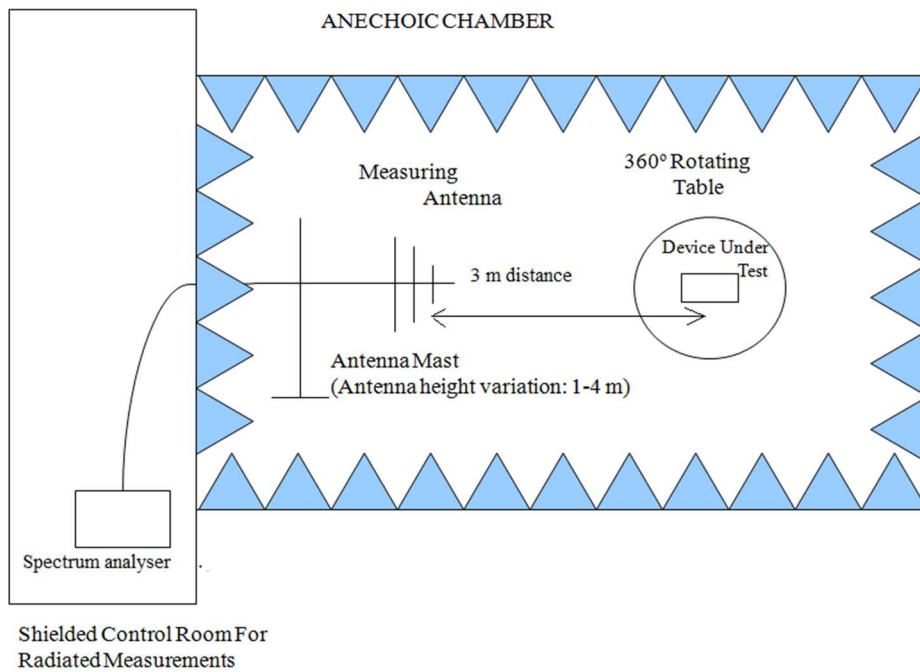 ANECHOIC CHAMBER
Measuring
Antenna
360º Rotating
Table
Device Under
Test
3 m distance
Antenna Mast
(Antenna height variation: 1-4 m)
Spectrum analyser
Shielded Control Room For
Radiated Measurements